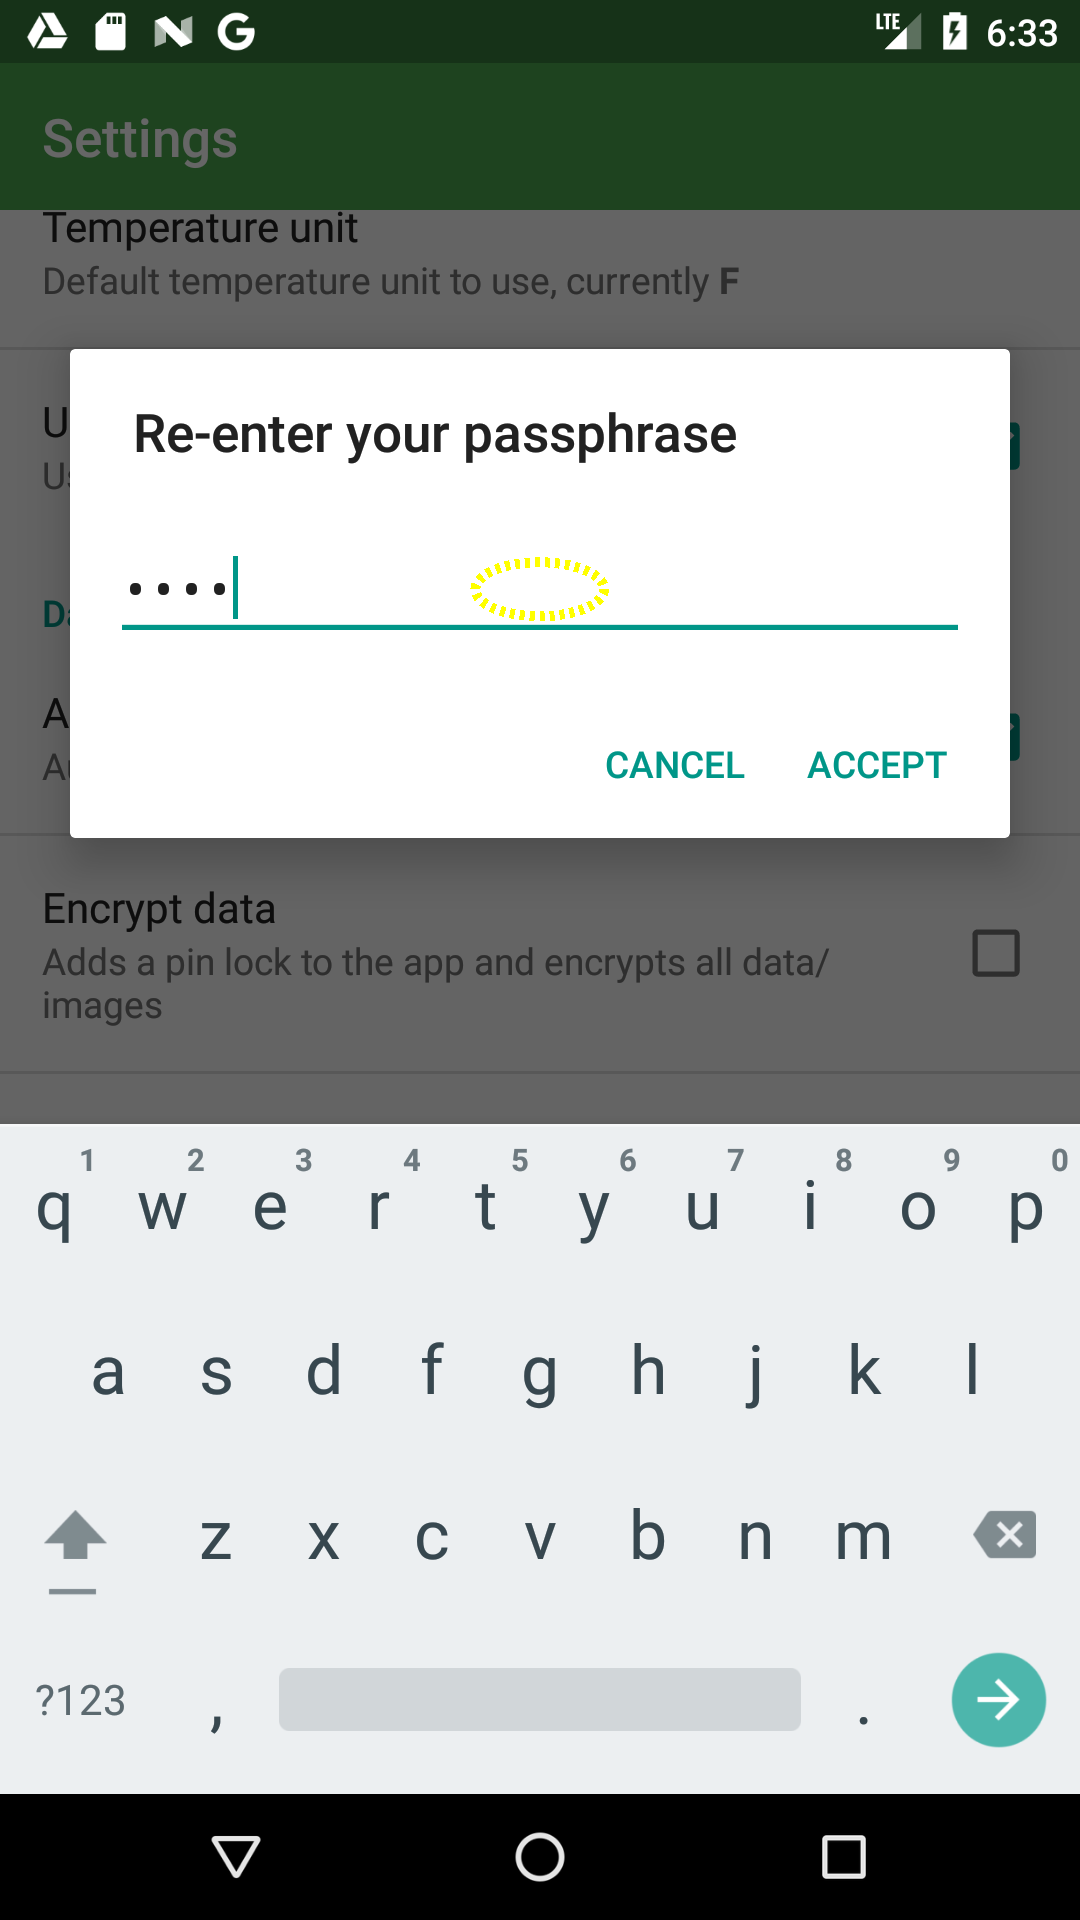 LTE 6:33
Settings
Temperature unit
Default temperature unit to use, currently F
Re-enter your passphrase
••••
CANCEL ACCEPT
Encrypt data
Adds a pin lock to the app and encrypts all data/
images
1 2 3 4 5 6 7 8 9 0
q w e r t y u i o p
a s d f g h j k l
z x c v b n m
?123 , .